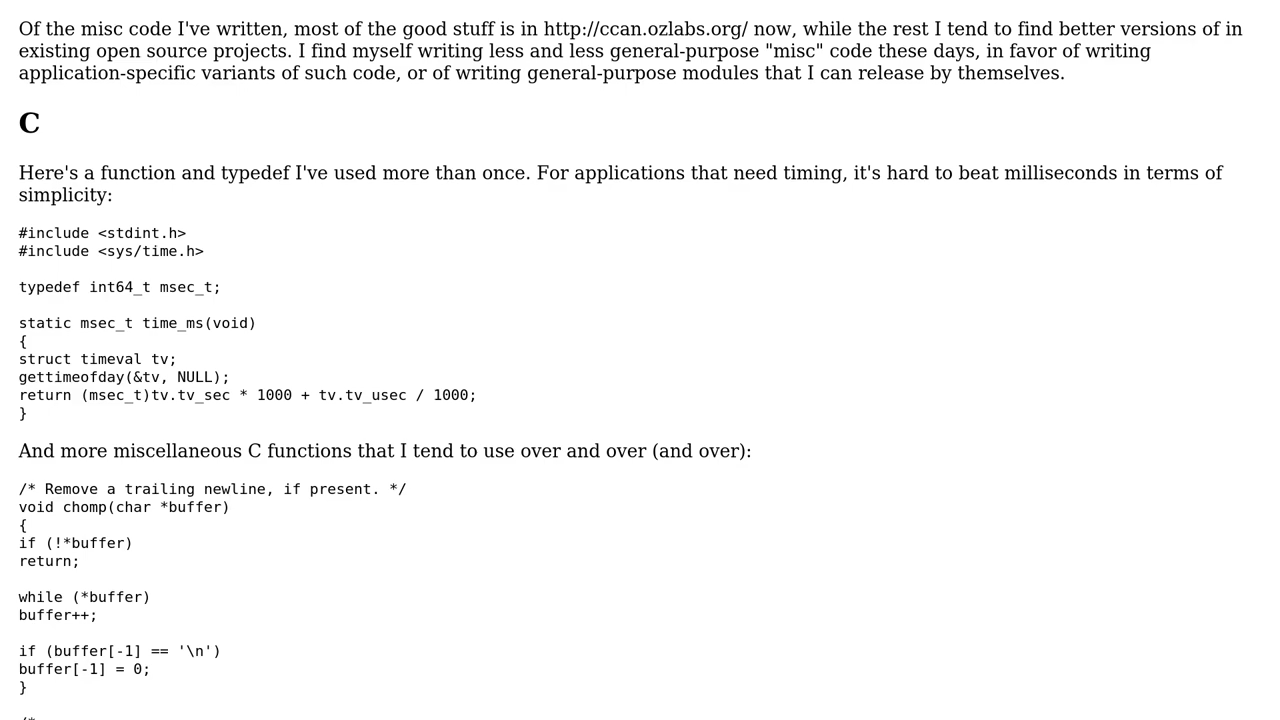 Of the misc code I've written, most of the good stuff is in http://ccan.ozlabs.org/ now, while the rest I tend to find better versions of in
existing open source projects. I find myself writing less and less general-purpose "misc" code these days, in favor of writing
application-specific variants of such code, or of writing general-purpose modules that I can release by themselves.
C
Here's a function and typedef I've used more than once. For applications that need timing, it's hard to beat milliseconds in terms of
simplicity:
#include <stdint.h>
#include <sys/time.h>
typedef int64_t msec_t;
static msec_t time_ms(void)
{
struct timeval tv;
gettimeofday(&tv, NULL);
return (msec_t)tv.tv_sec * 1000 + tv.tv_usec / 1000;
}
And more miscellaneous C functions that I tend to use over and over (and over):
/* Remove a trailing newline, if present. */
void chomp(char *buffer)
{
if (!*buffer)
return;
while (*buffer)
buffer++;
if (buffer[-1] == '\n')
buffer[-1] = 0;
}